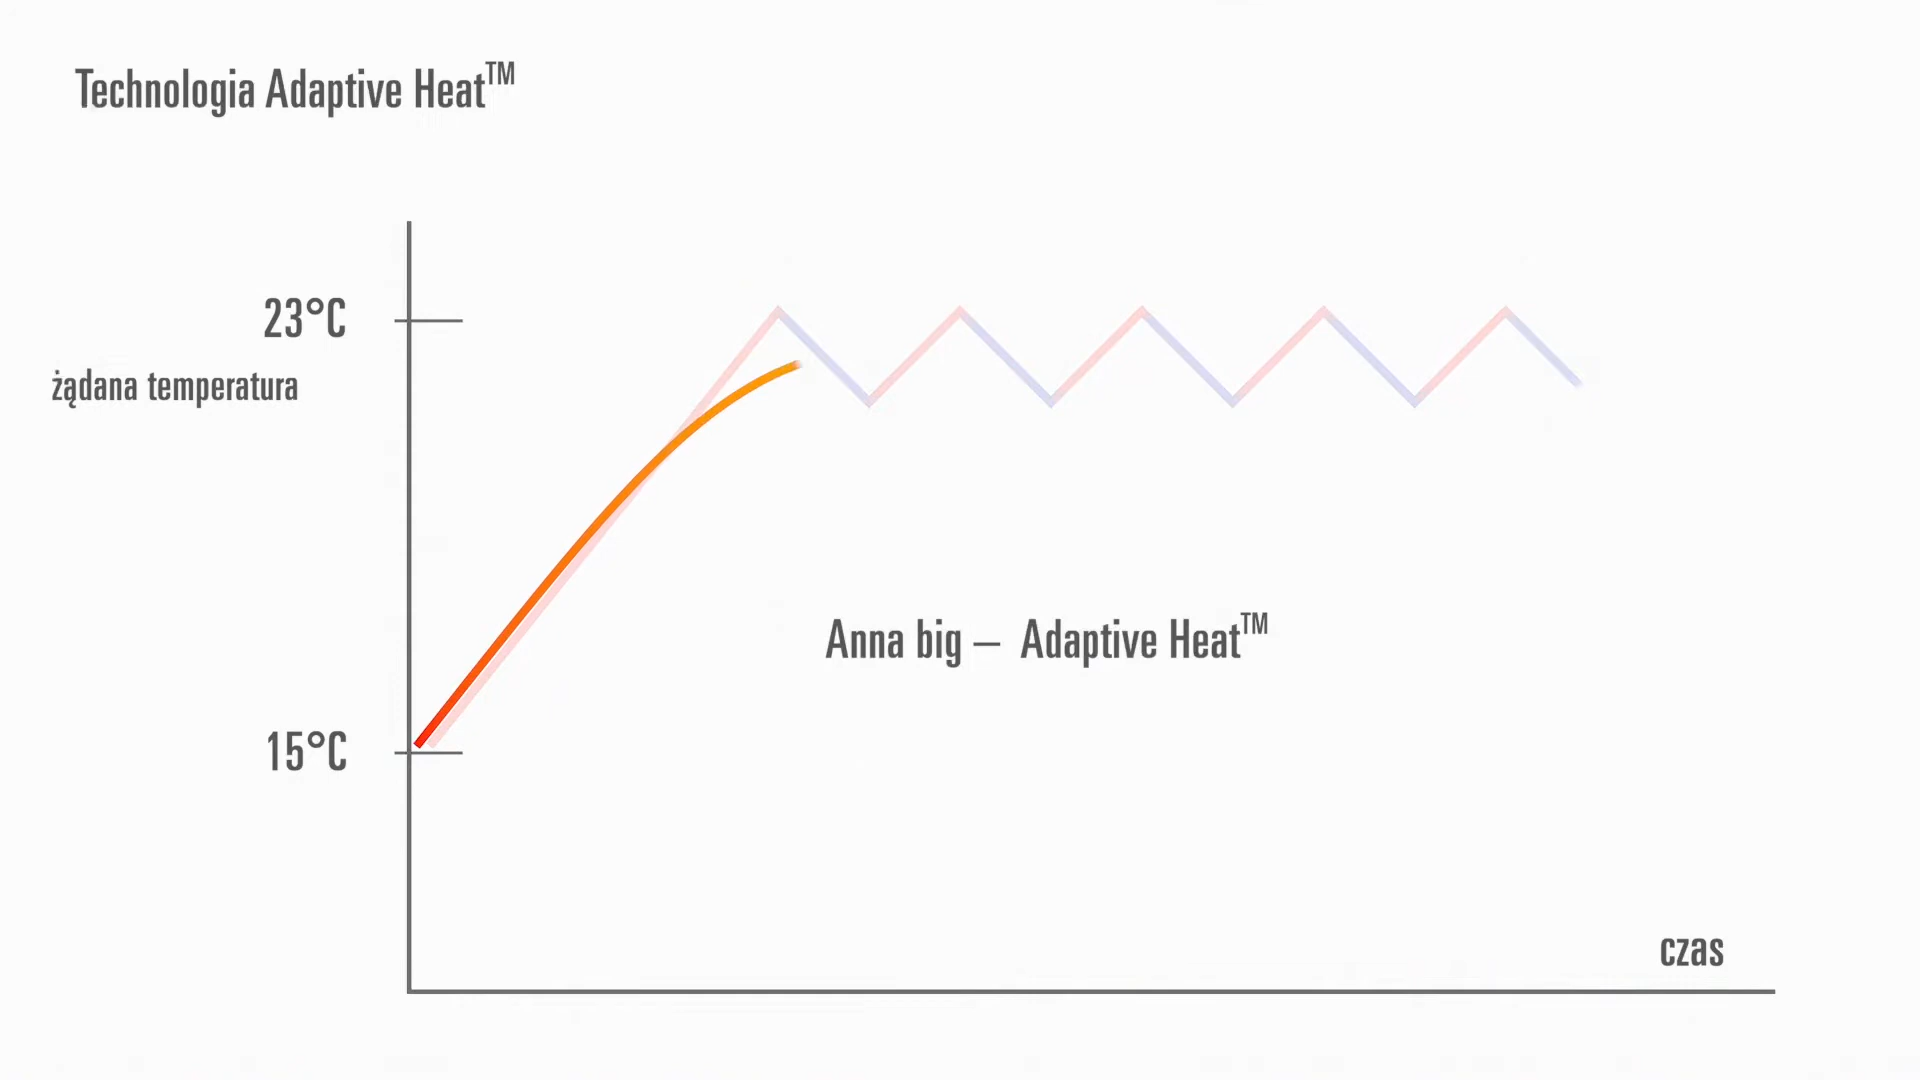 Technologia Adaptive Heat™
23°C
żądana temperatura
Anna big – Adaptive Heat™
15°C
czas